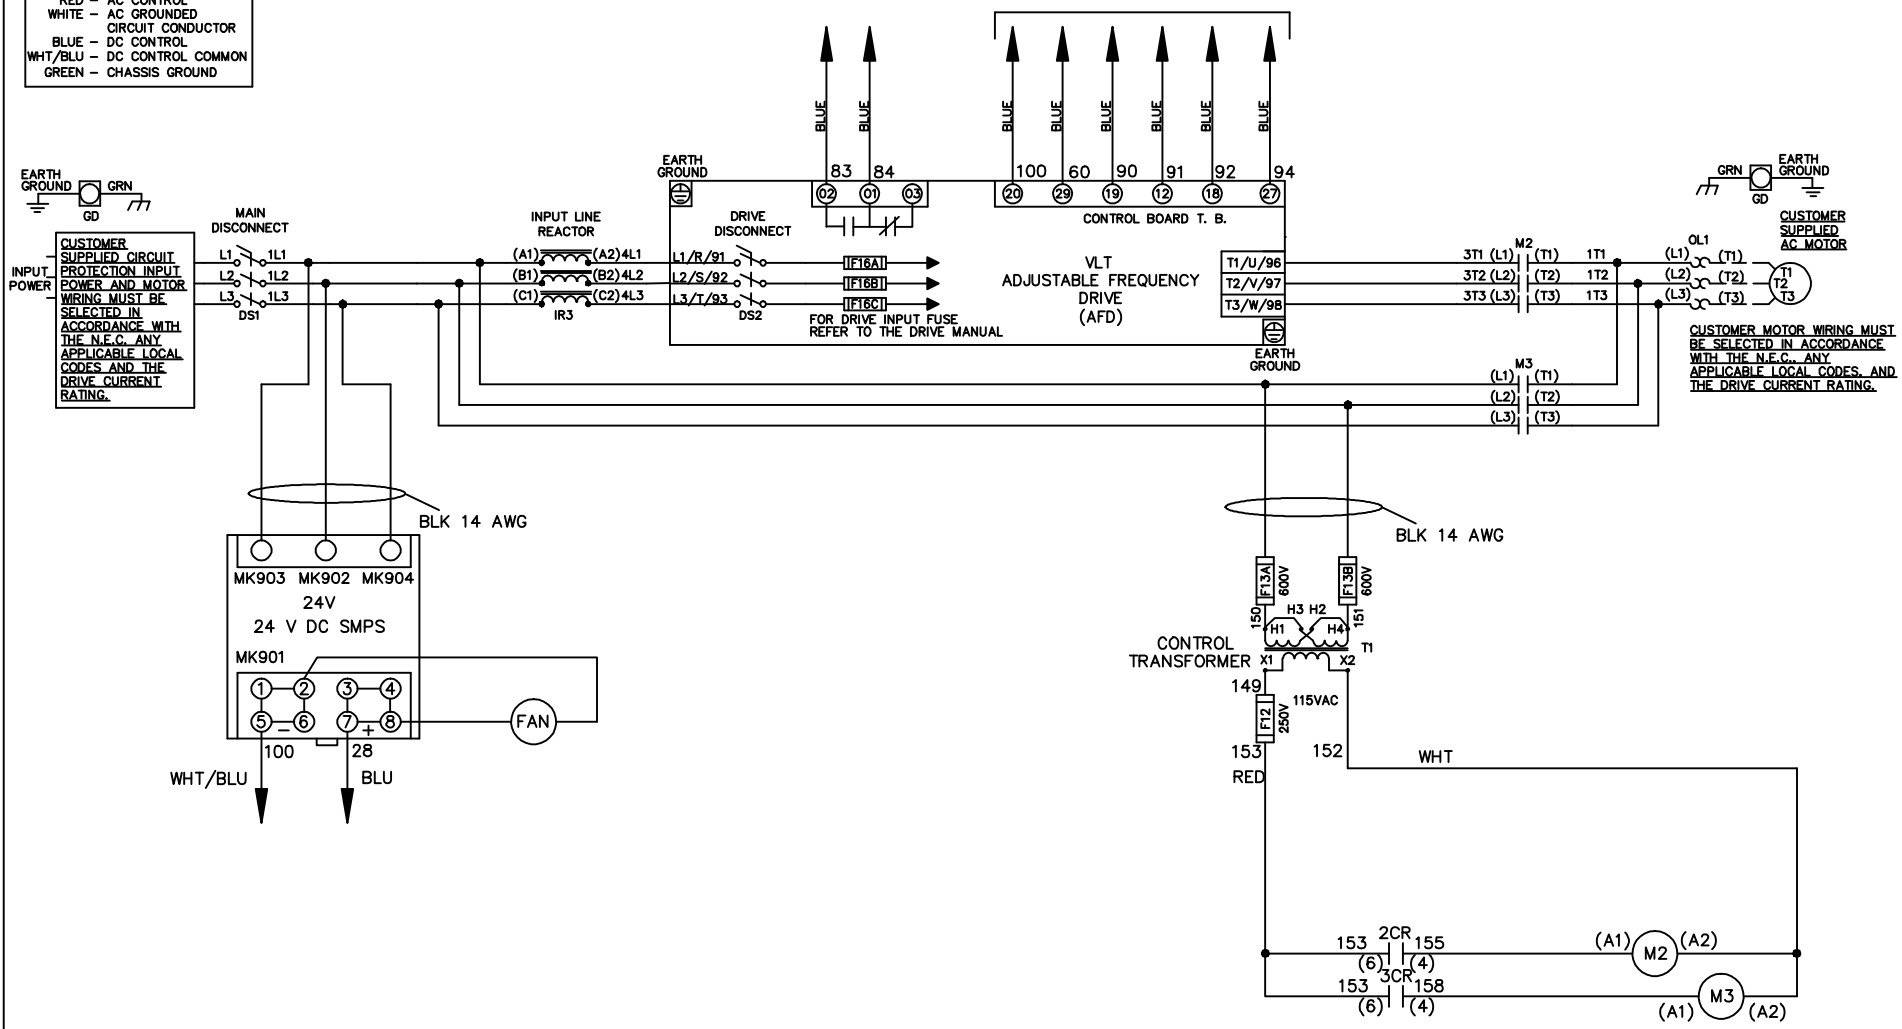 RED – AC CONTROL
WHITE – AC GROUNDED
CIRCUIT CONDUCTOR
BLUE – DC CONTROL
WHT/BLU – DC CONTROL COMMON
GREEN – CHASSIS GROUND
EARTH
GROUND
GRN
GD
INPUT
POWER
CUSTOMER
SUPPLIED CIRCUIT
PROTECTION INPUT
POWER AND MOTOR
WIRING MUST BE
SELECTED IN
ACCORDANCE WITH
THE N.E.C. ANY
APPLICABLE LOCAL
CODES AND THE
DRIVE CURRENT
RATING.
MAIN
DISCONNECT
L1 1L1
L2 1L2
L3 1L3
DS1
INPUT LINE
REACTOR
(A1) (A2) 4L1
(B1) (B2) 4L2
(C1) (C2) 4L3
IR3
EARTH
GROUND
L1/R/91
L2/S/92
L3/T/93
DRIVE
DISCONNECT
DS2
BLUE BLUE
83 84
02 01 03
F16A
F16B
F16C
FOR DRIVE INPUT FUSE
REFER TO THE DRIVE MANUAL
BLUE BLUE BLUE BLUE BLUE BLUE
100 60 90 91 92 94
20 29 19 12 18 27
CONTROL BOARD T. B.
VLT
ADJUSTABLE FREQUENCY
DRIVE
(AFD)
T1/U/96
T2/V/97
T3/W/98
EARTH
GROUND
M2
3T1 (L1) (T1) 1T1
3T2 (L2) (T2) 1T2
3T3 (L3) (T3) 1T3
OL1
(L1) (T1)
(L2) (T2)
(L3) (T3)
T1
T2
T3
GRN
GD
EARTH
GROUND
CUSTOMER
SUPPLIED
AC MOTOR
CUSTOMER MOTOR WIRING MUST
BE SELECTED IN ACCORDANCE
WITH THE N.E.C., ANY
APPLICABLE LOCAL CODES, AND
THE DRIVE CURRENT RATING.
M3
(L1) (T1)
(L2) (T2)
(L3) (T3)
BLK 14 AWG
MK903 MK902 MK904
24V
24 V DC SMPS
MK901
1 2 3 4
5 – 6 7 + 8
FAN
100 28
WHT/BLU BLU
BLK 14 AWG
F13A 600V F13B 600V
150 151
H3 H2
H1 H4
T1
CONTROL
TRANSFORMER
X1 X2
149
115VAC
F12 250V
153 152
RED
WHT
2CR
153 155
(6) (4)
(A1) M2 (A2)
3CR
153 158
(6) (4)
(A1) M3 (A2)